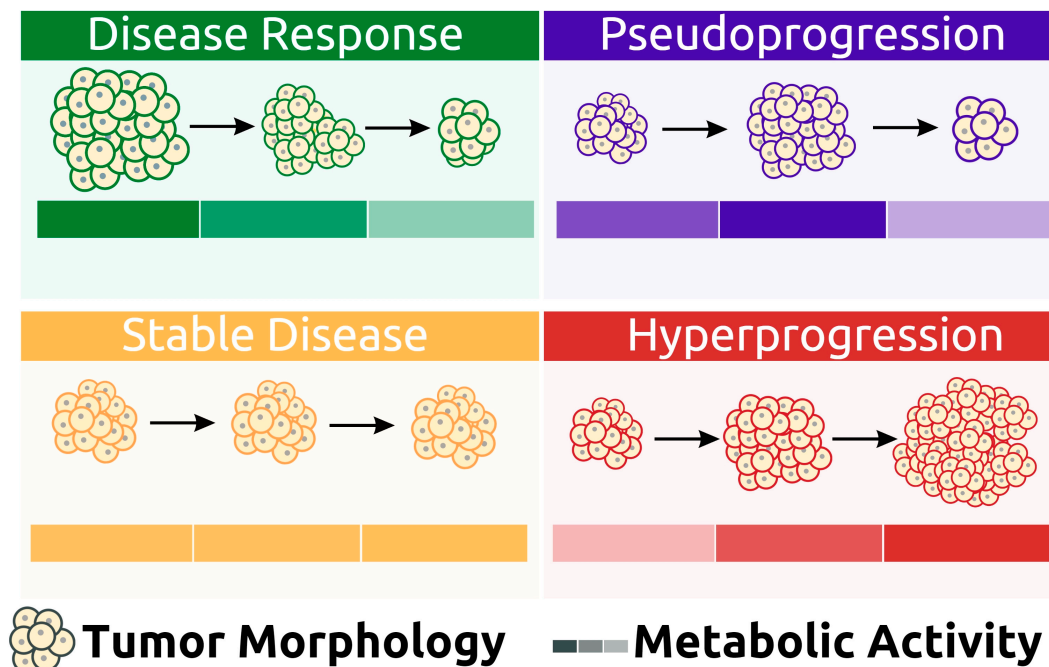 Disease Response
Pseudoprogression
Stable Disease
Hyperprogression
Tumor Morphology
Metabolic Activity